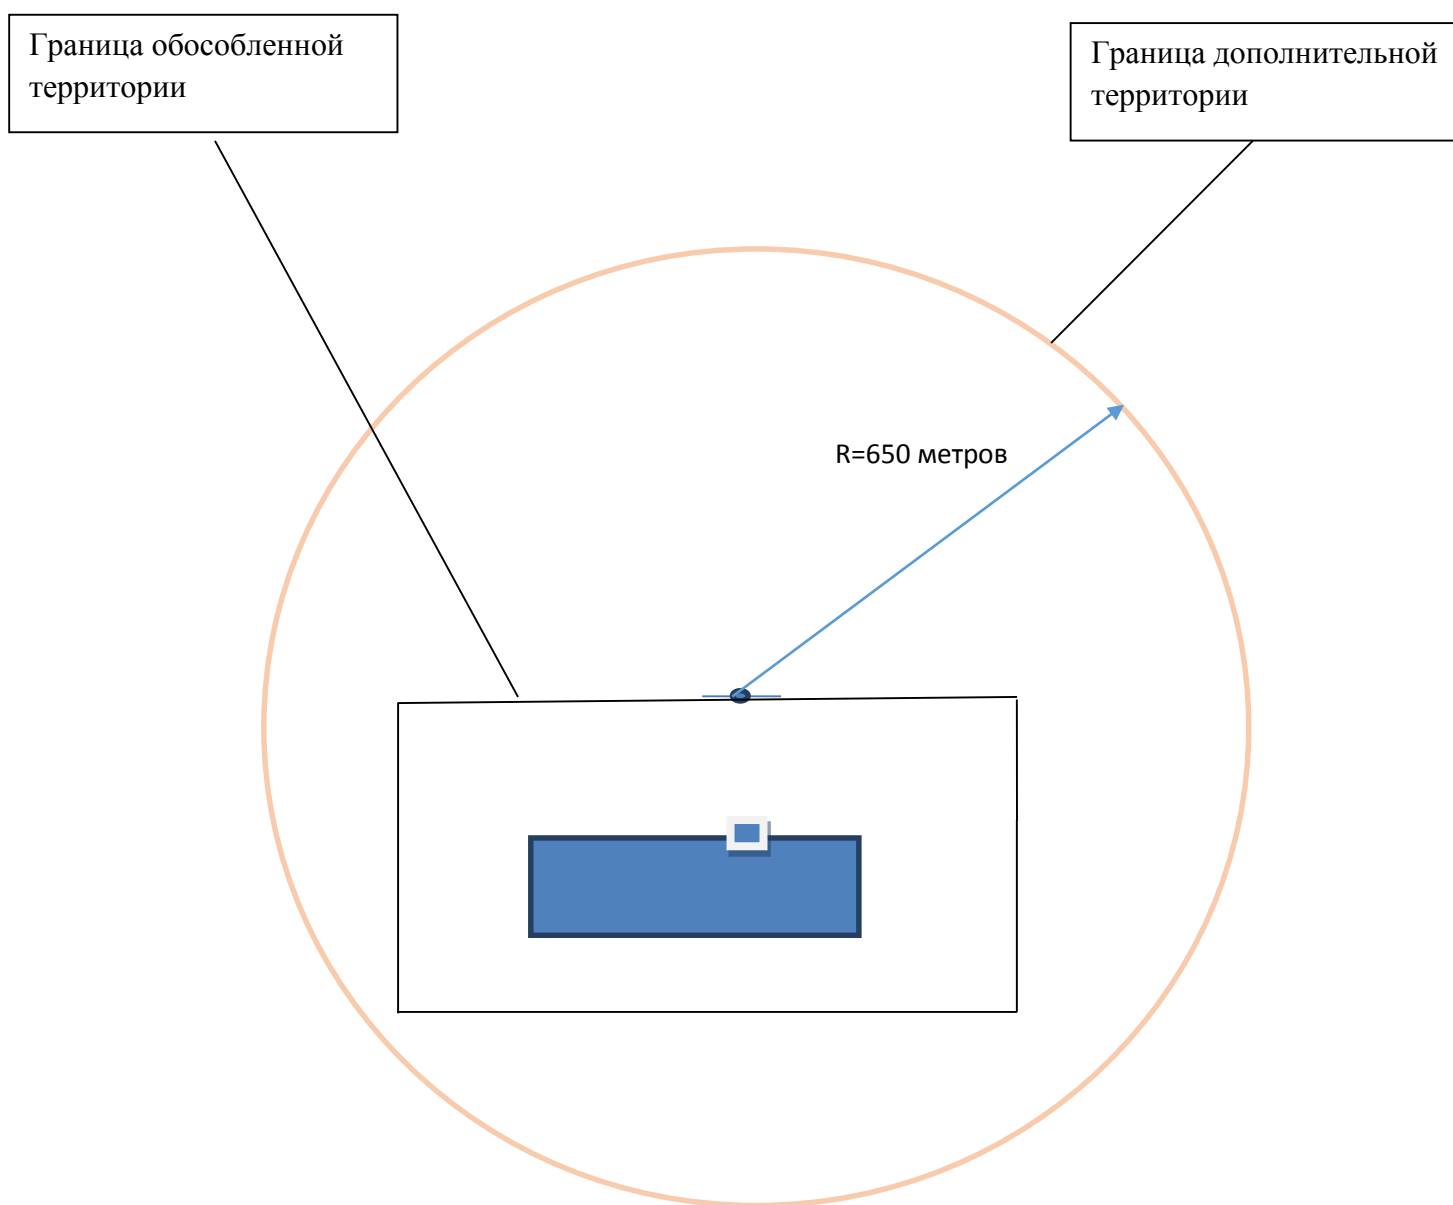 Граница обособленной
территории
Граница дополнительной
территории
R=650 метров